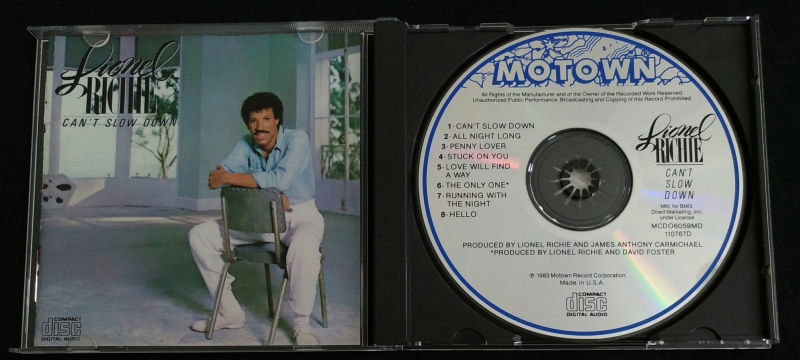 Lionel
RICHIE
CAN'T SLOW DOWN
COMPACT
disc
DIGITAL AUDIO
MOTOWN
All Rights of the Manufacturer and of the Owner of the Recorded Work Reserved.
Unauthorized Public Performance, Broadcasting and Copying of this Record Prohibited.
1-CAN'T SLOW DOWN
2-ALL NIGHT LONG
3-PENNY LOVER
4-STUCK ON YOU
5-LOVE WILL FIND
A WAY
6-THE ONLY ONE*
7-RUNNING WITH
THE NIGHT
8-HELLO
Lionel
RICHIE
CAN'T
SLOW
DOWN
Mfd. for BMG
Direct Marketing, Inc.
under License
MCDO6059MD
110767D
PRODUCED BY LIONEL RICHIE AND JAMES ANTHONY CARMICHAEL
*PRODUCED BY LIONEL RICHIE AND DAVID FOSTER
℗ 1983 Motown Record Corporation.
Made in U.S.A.
COMPACT
disc
DIGITAL AUDIO